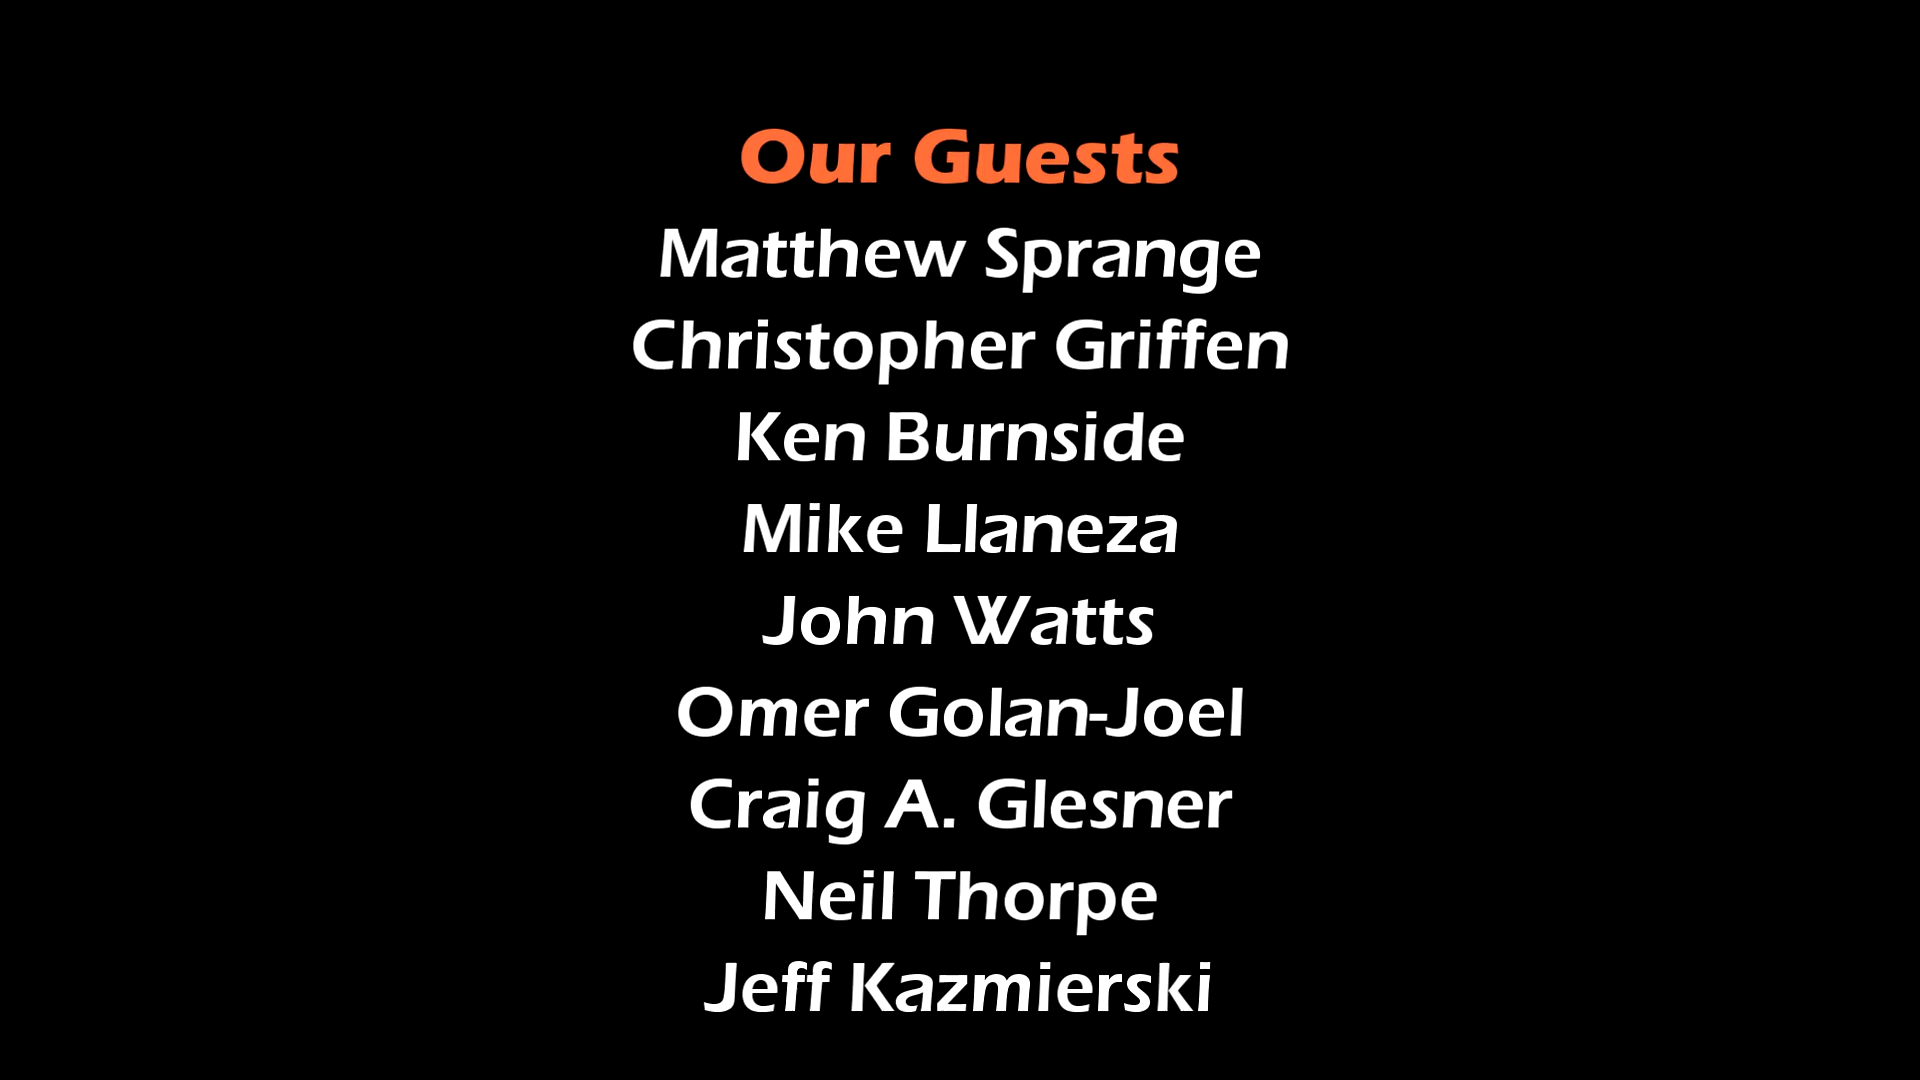 Our Guests
Matthew Sprange
Christopher Griffen
Ken Burnside
Mike Llaneza
John Watts
Omer Golan-Joel
Craig A. Glesner
Neil Thorpe
Jeff Kazmierski